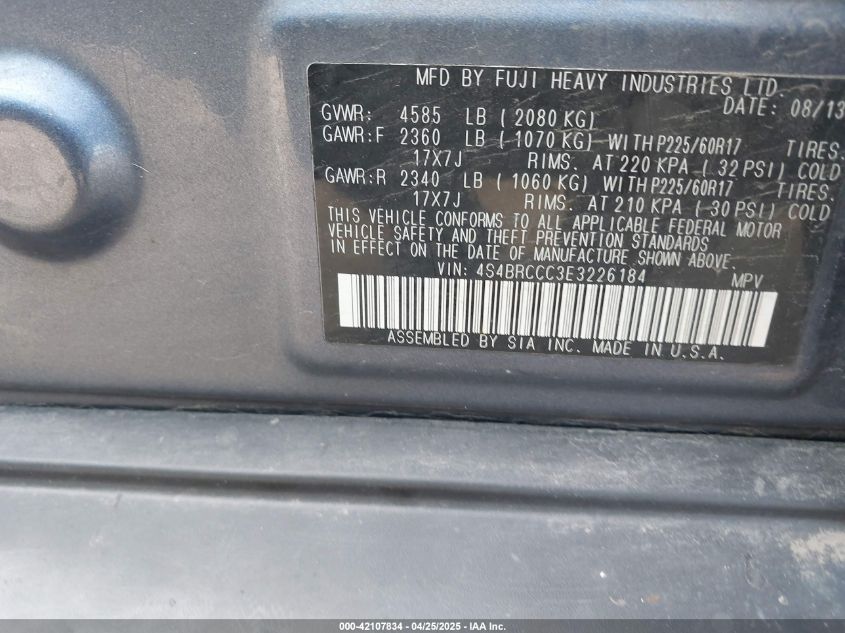 MFD BY FUJI HEAVY INDUSTRIES LTD.
DATE: 08/13
GVWR: 4585 LB ( 2080 KG)
GAWR:F 2360 LB ( 1070 KG) WITHP225/60R17 TIRES.
17X7J RIMS. AT 220 KPA ( 32 PSI) COLD
GAWR:R 2340 LB ( 1060 KG) WITHP225/60R17 TIRES.
17X7J RIMS. AT 210 KPA ( 30 PSI) COLD
THIS VEHICLE CONFORMS TO ALL APPLICABLE FEDERAL MOTOR
VEHICLE SAFETY AND THEFT PREVENTION STANDARDS
IN EFFECT ON THE DATE OF MANUFACTURE SHOWN ABOVE.
VIN: 4S4BRCCC3E3226184 MPV
ASSEMBLED BY SIA INC. MADE IN U.S.A.
000-42107834 - 04/25/2025 - IAA Inc.